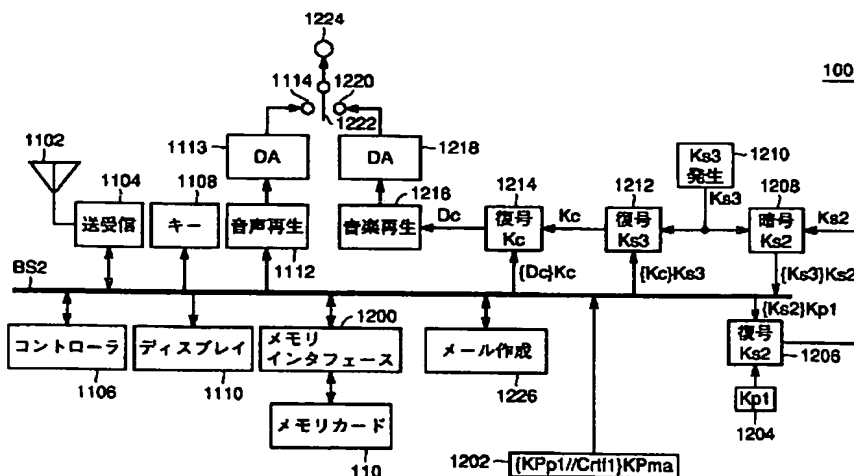 1224
100
1114
1220
1222
1102
1113
DA
DA
1218
Ks3
発生
1210
1104
1108
1216
1214
1212
Ks3
1208
送受信
キー
音声再生
音楽再生
Dc
復号
Kc
Kc
復号
Ks3
暗号
Ks2
Ks2
1112
BS2
{Dc}Kc
{Kc}Ks3
{Ks3}Ks2
1200
{Ks2}Kp1
コントローラ
ディスプレイ
メモリ
インタフェース
メール作成
復号
Ks2
1206
1106
1110
1226
Kp1
メモリカード
1204
110
1202
{KPp1//Crtf1}KPma